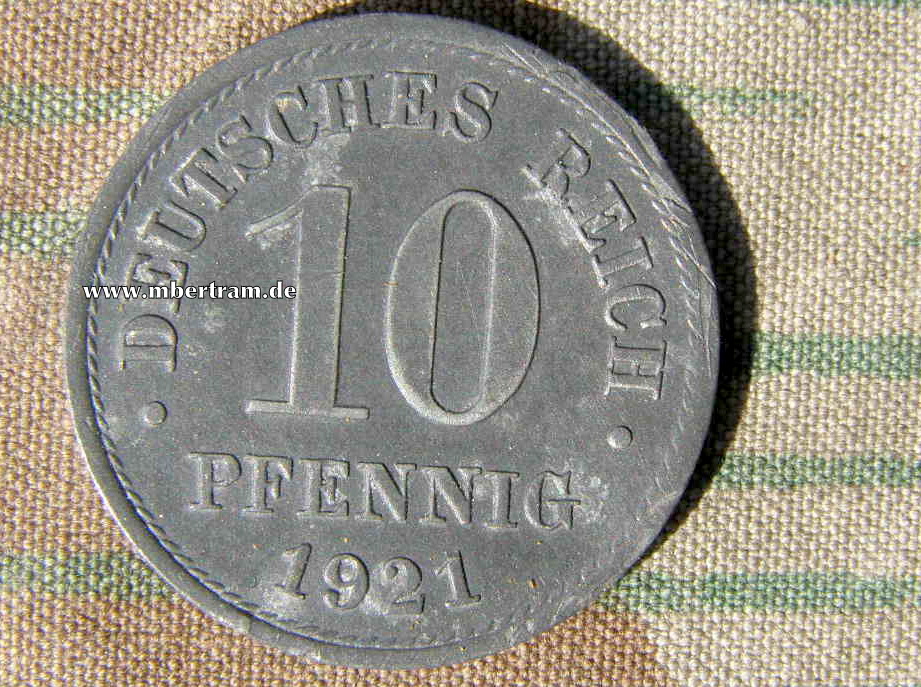 • DEUTSCHES REICH •
10
PFENNIG
1921
www.mbertram.de